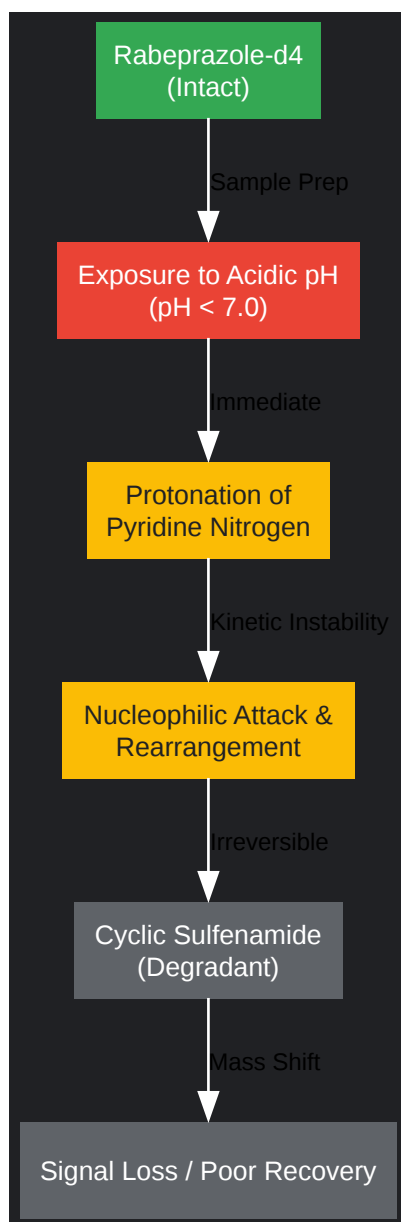 Rabeprazole-d4
(Intact)
Sample Prep
Exposure to Acidic pH
(pH < 7.0)
Immediate
Protonation of
Pyridine Nitrogen
Kinetic Instability
Nucleophilic Attack &
Rearrangement
Irreversible
Cyclic Sulfenamide
(Degradant)
Mass Shift
Signal Loss / Poor Recovery